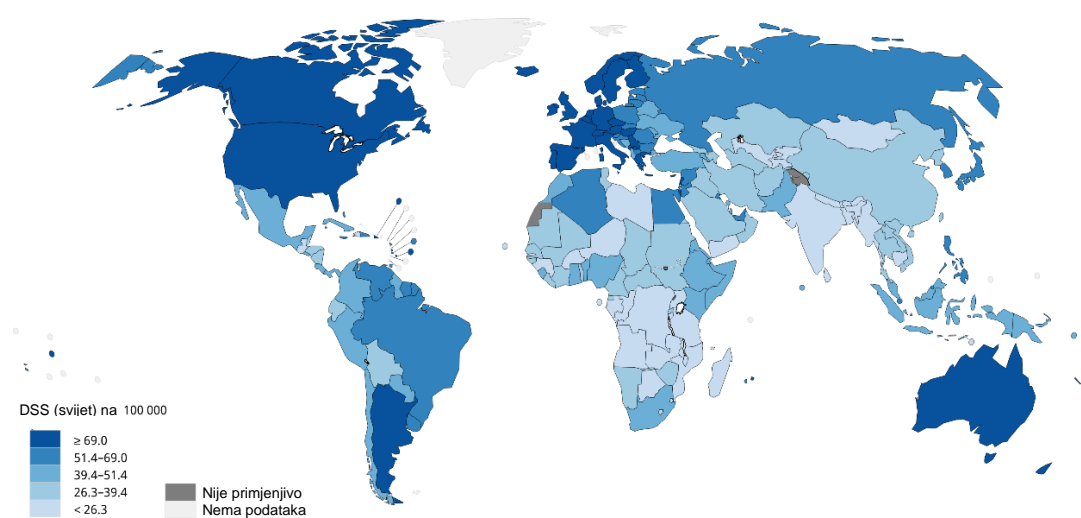 DSS (svijet) na 100 000
≥ 69.0
51.4–69.0
39.4–51.4
26.3–39.4
< 26.3
Nije primjenjivo
Nema podataka